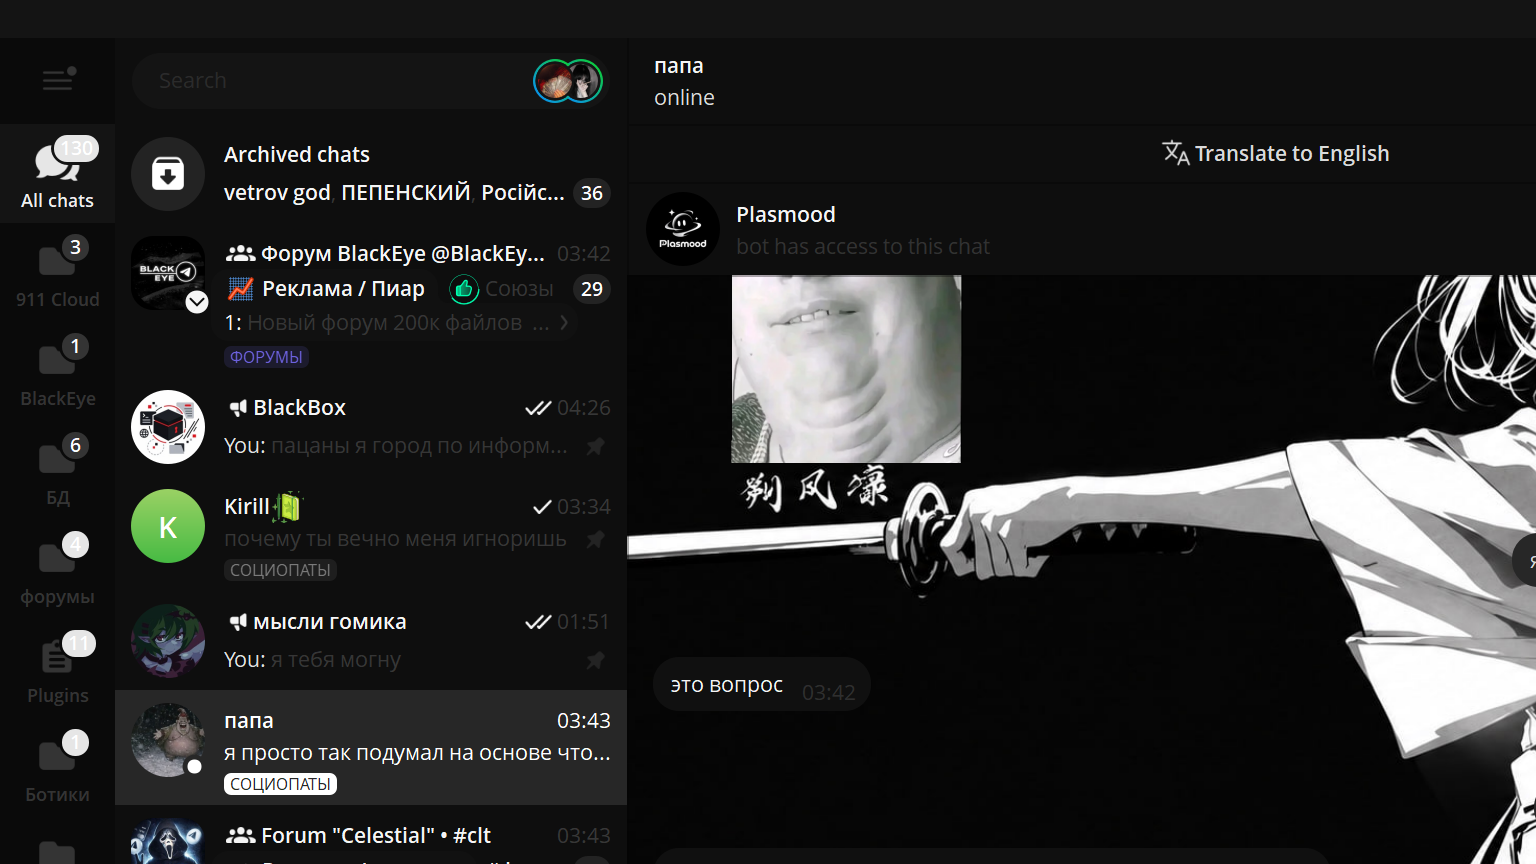 Search
папа
online
Translate to English
Plasmood
Plasmood
bot has access to this chat
朔风凛
это вопрос
03:42
130
All chats
3
911 Cloud
1
BlackEye
6
БД
4
форумы
11
Plugins
1
Ботики
Archived chats
vetrov god, ПЕПЕНСКИЙ, Російс...
36
BLACK EYE
Форум BlackEye @BlackEy...
03:42
Реклама / Пиар
Союзы
29
1: Новый форум 200к файлов ...
ФОРУМЫ
BlackBox
04:26
You: пацаны я город по информ...
K
Kirill
03:34
почему ты вечно меня игноришь
СОЦИОПАТЫ
мысли гомика
01:51
You: я тебя могну
папа
03:43
я просто так подумал на основе что...
СОЦИОПАТЫ
Forum "Celestial" • #clt
03:43